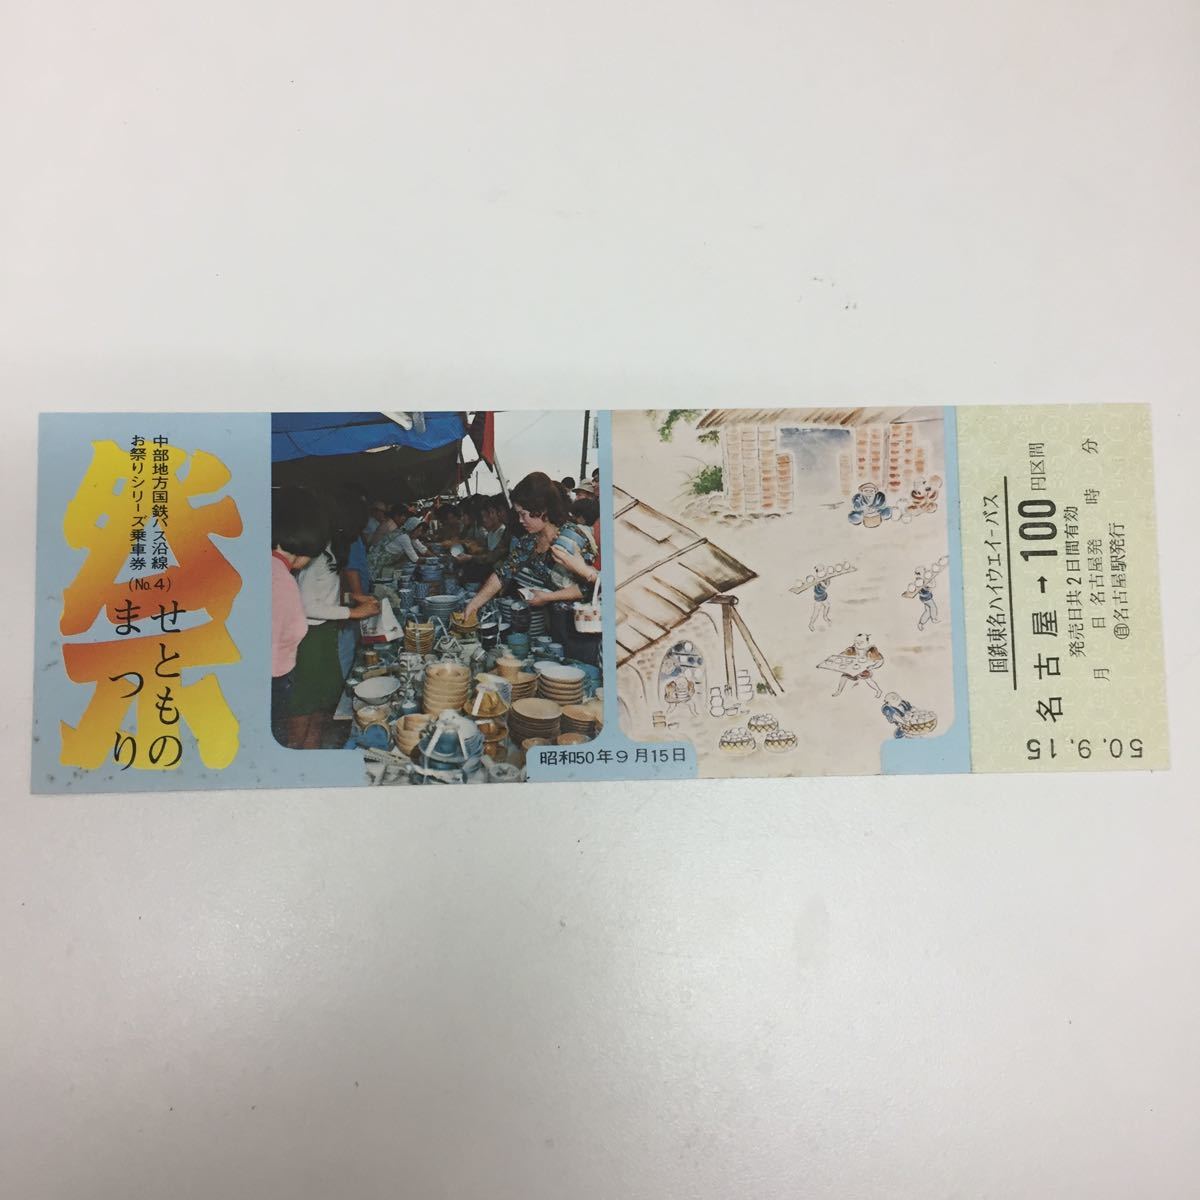 祭
中部地方国鉄バス沿線
お祭りシリーズ乗車券
(No.4)
せとものまつり
昭和50年9月15日
国鉄東名ハイウエイーバス
名古屋→100円区間
発売日共2日間有効
月 日 名古屋発 時 分
㊂名古屋駅発行
50.9.15